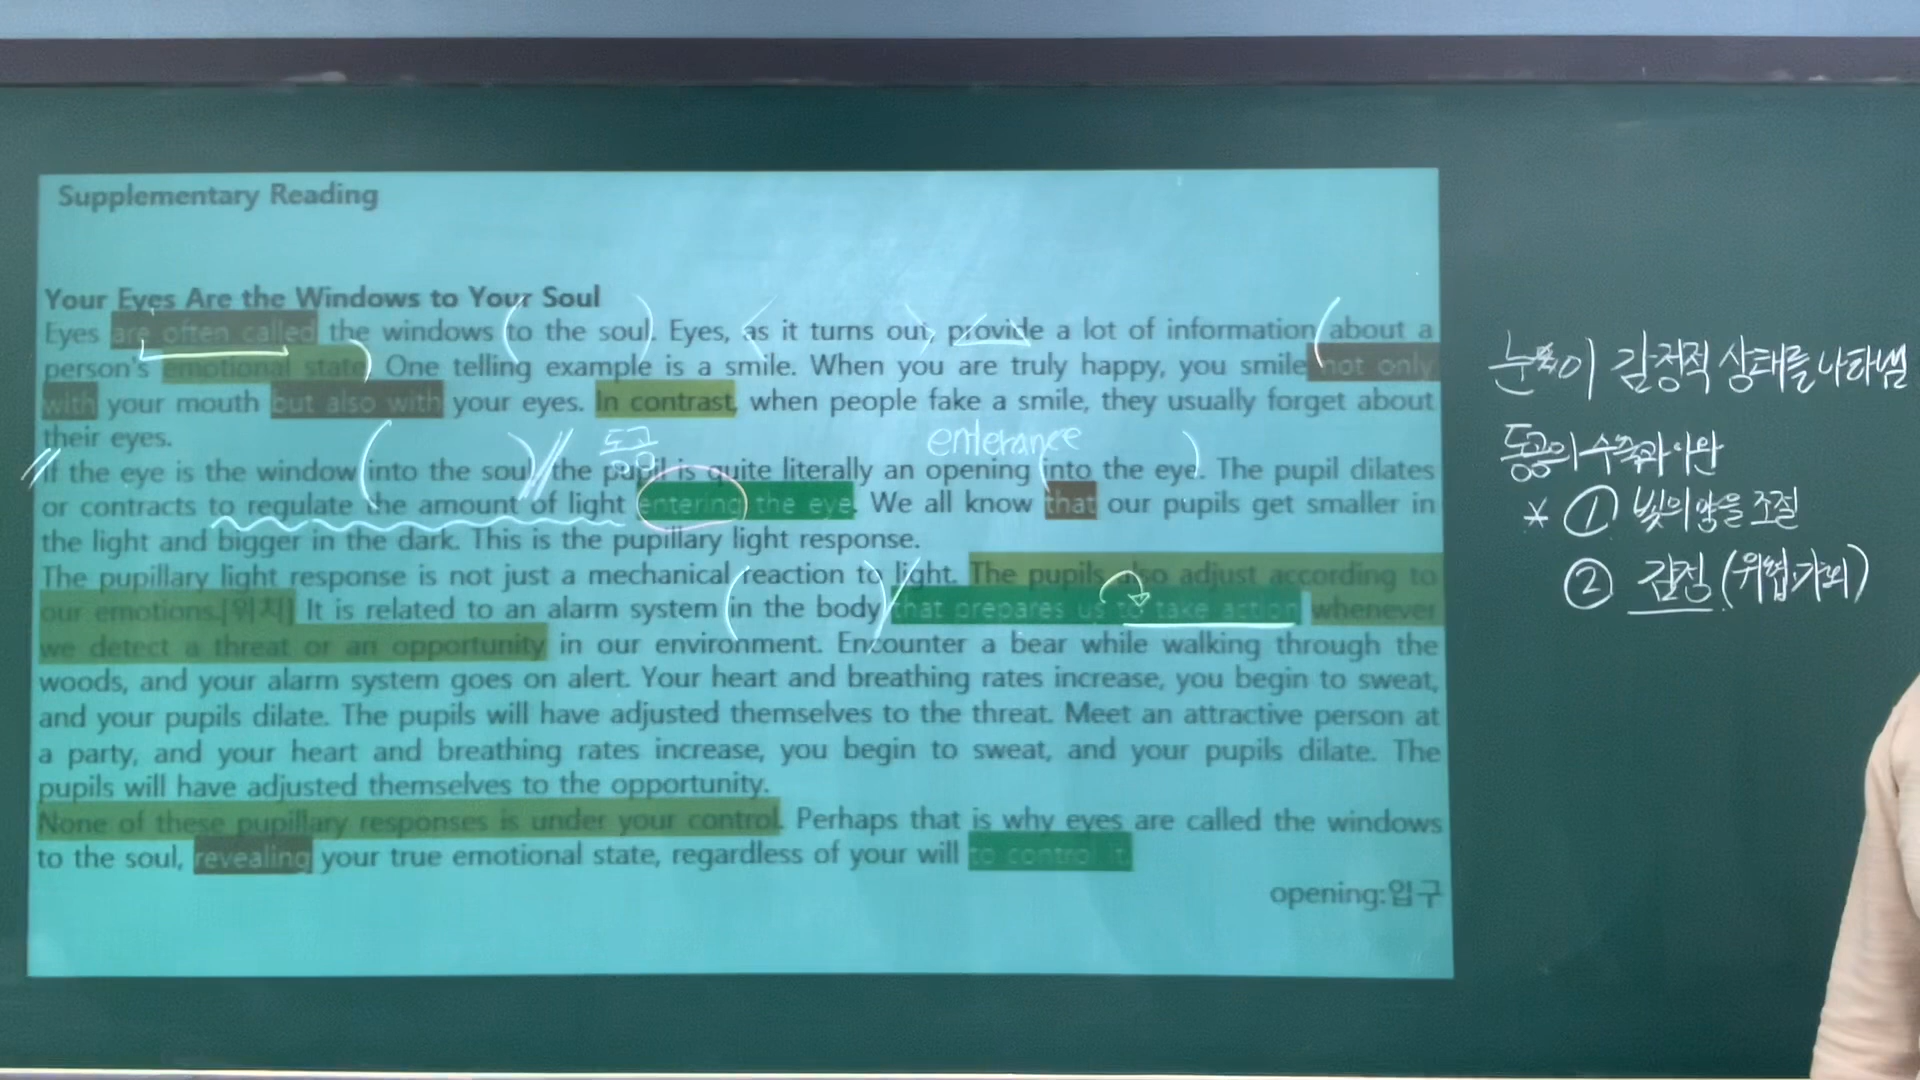 Supplementary Reading
Your Eyes Are the Windows to Your Soul
Eyes are often called the windows to the soul. Eyes, as it turns out, provide a lot of information about a
person's emotional state. One telling example is a smile. When you are truly happy, you smile not only
with your mouth but also with your eyes. In contrast, when people fake a smile, they usually forget about
their eyes.
동공
enterance
If the eye is the window into the soul, the pupil is quite literally an opening into the eye. The pupil dilates
or contracts to regulate the amount of light entering the eye. We all know that our pupils get smaller in
the light and bigger in the dark. This is the pupillary light response.
The pupillary light response is not just a mechanical reaction to light. The pupils also adjust according to
our emotions.[위치] It is related to an alarm system in the body that prepares us to take action whenever
we detect a threat or an opportunity in our environment. Encounter a bear while walking through the
woods, and your alarm system goes on alert. Your heart and breathing rates increase, you begin to sweat,
and your pupils dilate. The pupils will have adjusted themselves to the threat. Meet an attractive person at
a party, and your heart and breathing rates increase, you begin to sweat, and your pupils dilate. The
pupils will have adjusted themselves to the opportunity.
None of these pupillary responses is under your control. Perhaps that is why eyes are called the windows
to the soul, revealing your true emotional state, regardless of your will to control it.
opening:입구
감정적 상태를 나타냄
동공의 수축과 이완
* ① 빛의 양을 조절
② 감정 (위협, 기회)